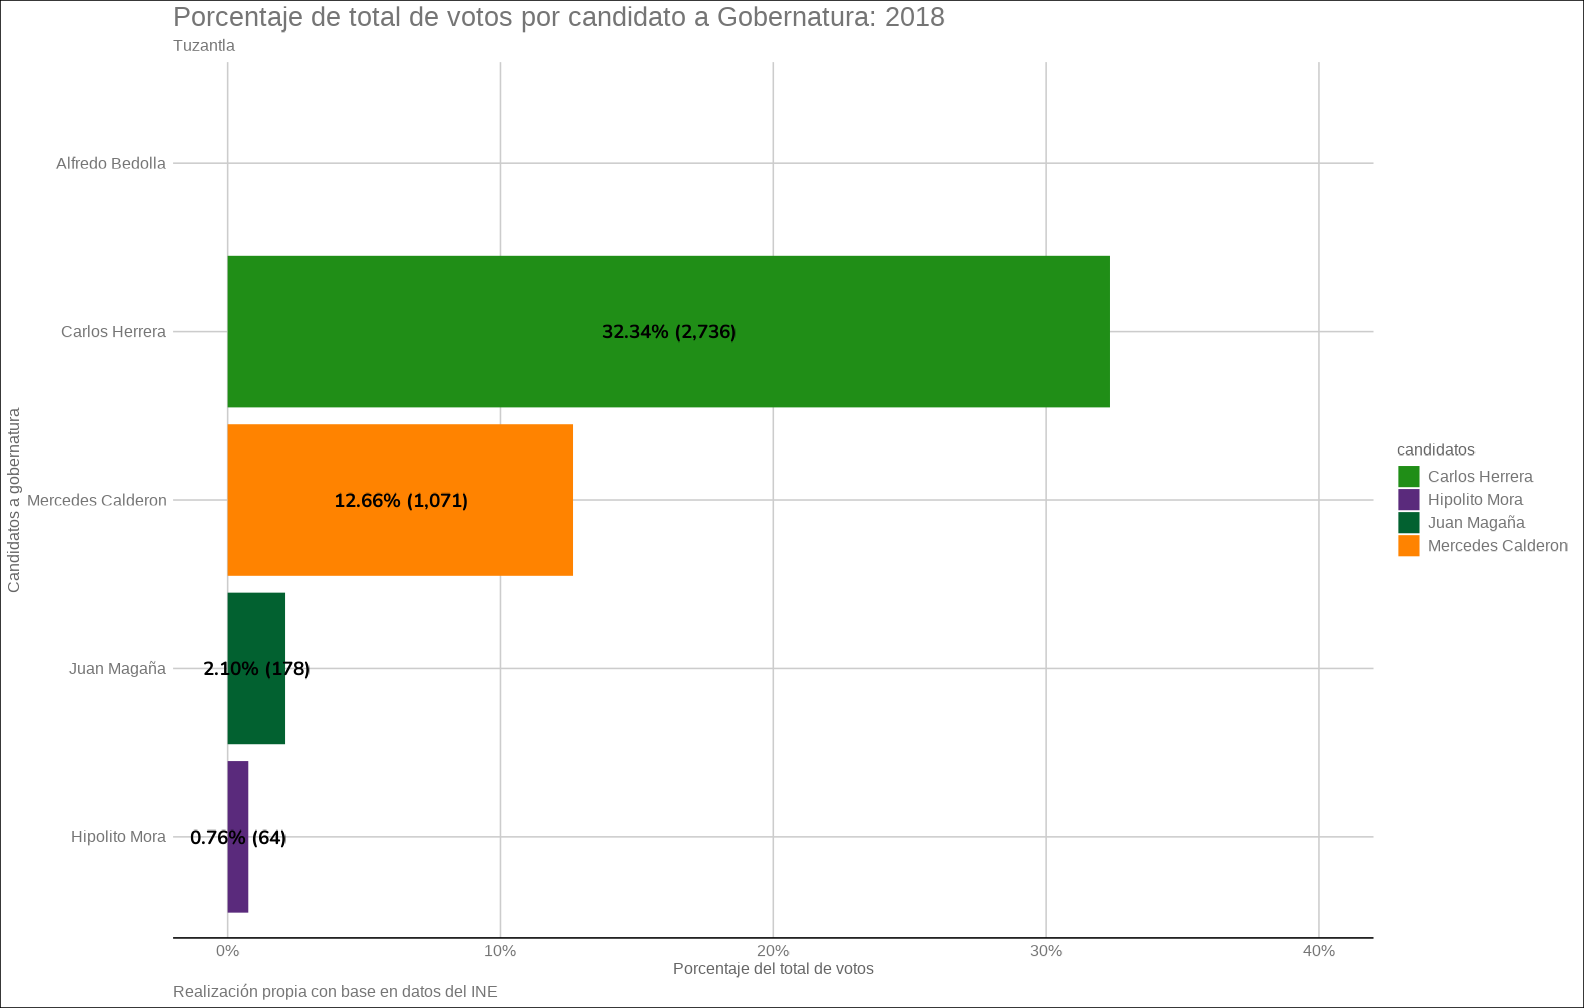 Porcentaje de total de votos por candidato a Gobernatura: 2018
Tuzantla
Candidatos a gobernatura
Alfredo Bedolla
Carlos Herrera
32.34% (2,736)
Mercedes Calderon
12.66% (1,071)
Juan Magaña
2.10% (178)
Hipolito Mora
0.76% (64)
0% 10% 20% 30% 40%
Porcentaje del total de votos
candidatos
Carlos Herrera
Hipolito Mora
Juan Magaña
Mercedes Calderon
Realización propia con base en datos del INE